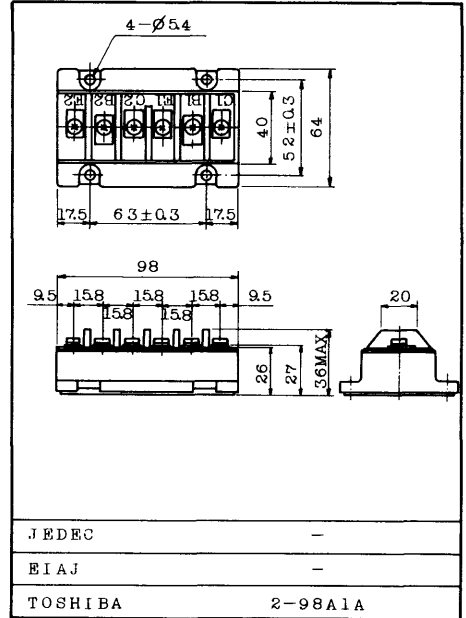 4-Ø5.4
E2 B2 C2 E1 B1 C1
40
52±0.3
64
17.5 63±0.3 17.5
98
9.5 15.8 15.8 15.8 9.5
15.8 15.8
20
26
27
36MAX
JEDEC —
EIAJ —
TOSHIBA 2-98A1A